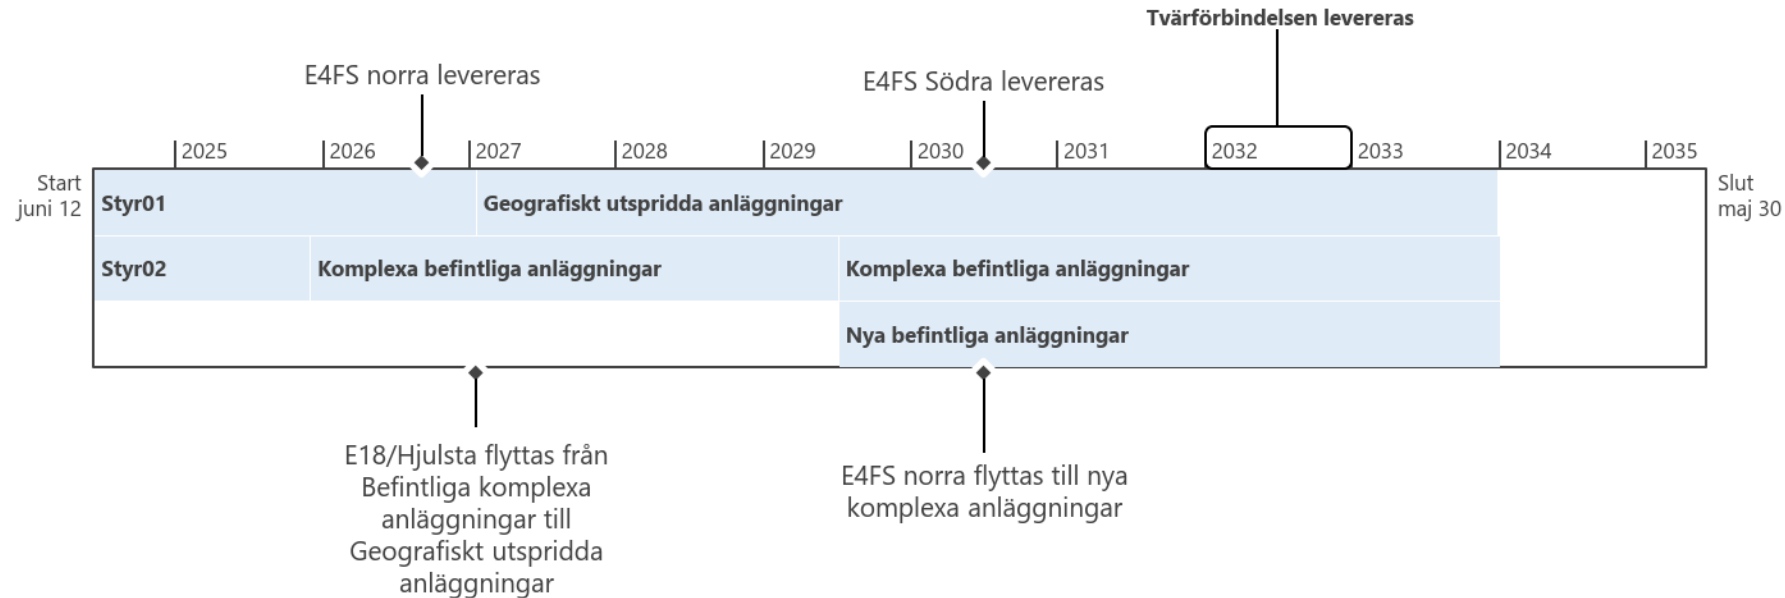 Tvärförbindelsen levereras
E4FS norra levereras
E4FS Södra levereras
2025 2026 2027 2028 2029 2030 2031 2032 2033 2034 2035
Start
juni 12
Styr01 Geografiskt utspridda anläggningar
Slut
maj 30
Styr02 Komplexa befintliga anläggningar Komplexa befintliga anläggningar
Nya befintliga anläggningar
E18/Hjulsta flyttas från
Befintliga komplexa
anläggningar till
Geografiskt utspridda
anläggningar
E4FS norra flyttas till nya
komplexa anläggningar